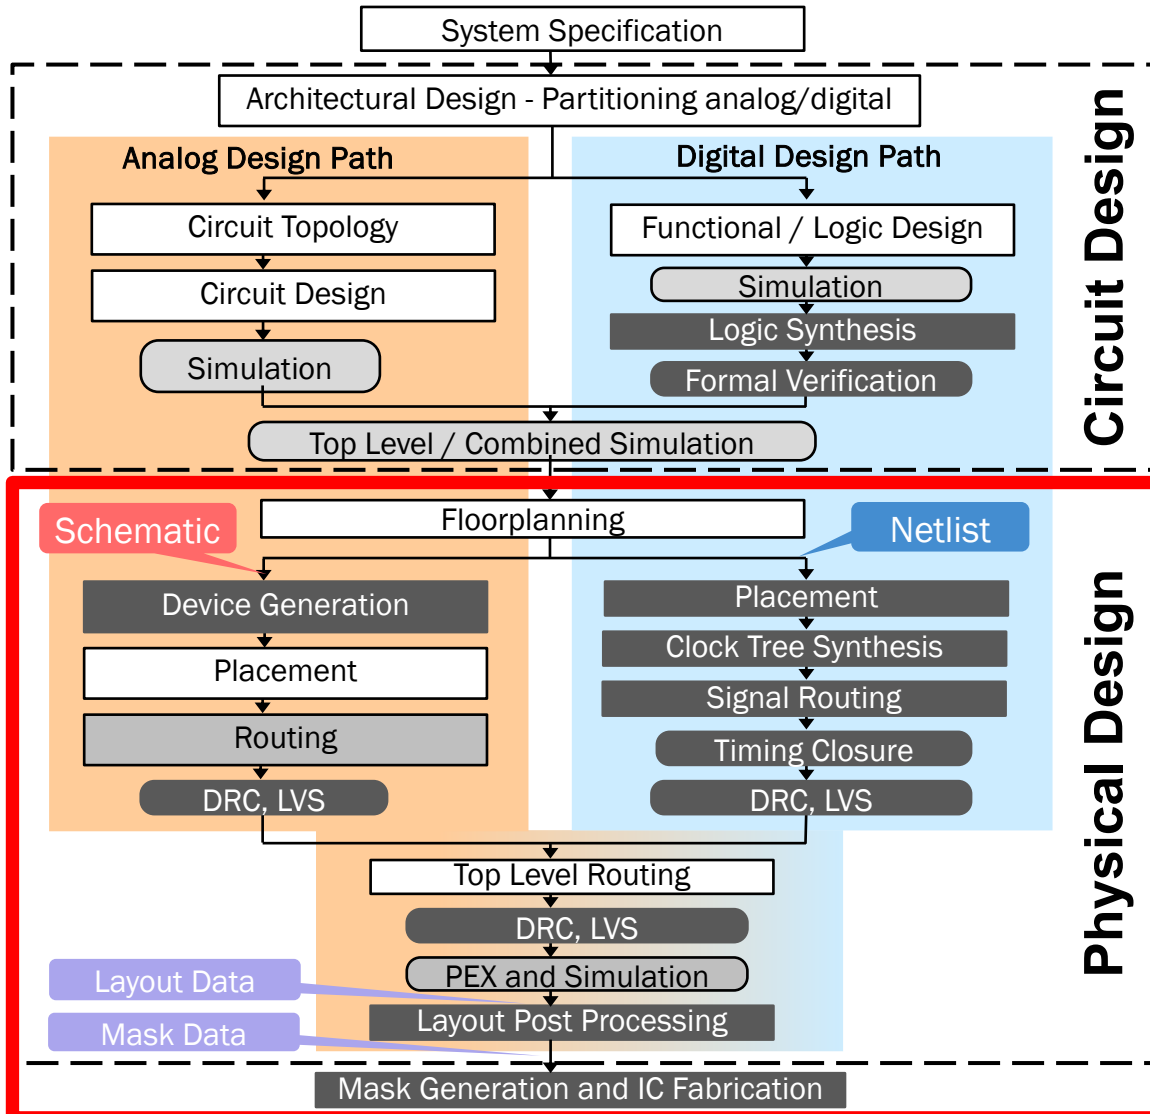 System Specification
Architectural Design - Partitioning analog/digital
Analog Design Path
Digital Design Path
Circuit Topology
Functional / Logic Design
Circuit Design
Simulation
Logic Synthesis
Simulation
Formal Verification
Top Level / Combined Simulation
Circuit Design
Floorplanning
Schematic
Netlist
Device Generation
Placement
Placement
Clock Tree Synthesis
Routing
Signal Routing
Timing Closure
DRC, LVS
DRC, LVS
Physical Design
Top Level Routing
DRC, LVS
PEX and Simulation
Layout Data
Layout Post Processing
Mask Data
Mask Generation and IC Fabrication